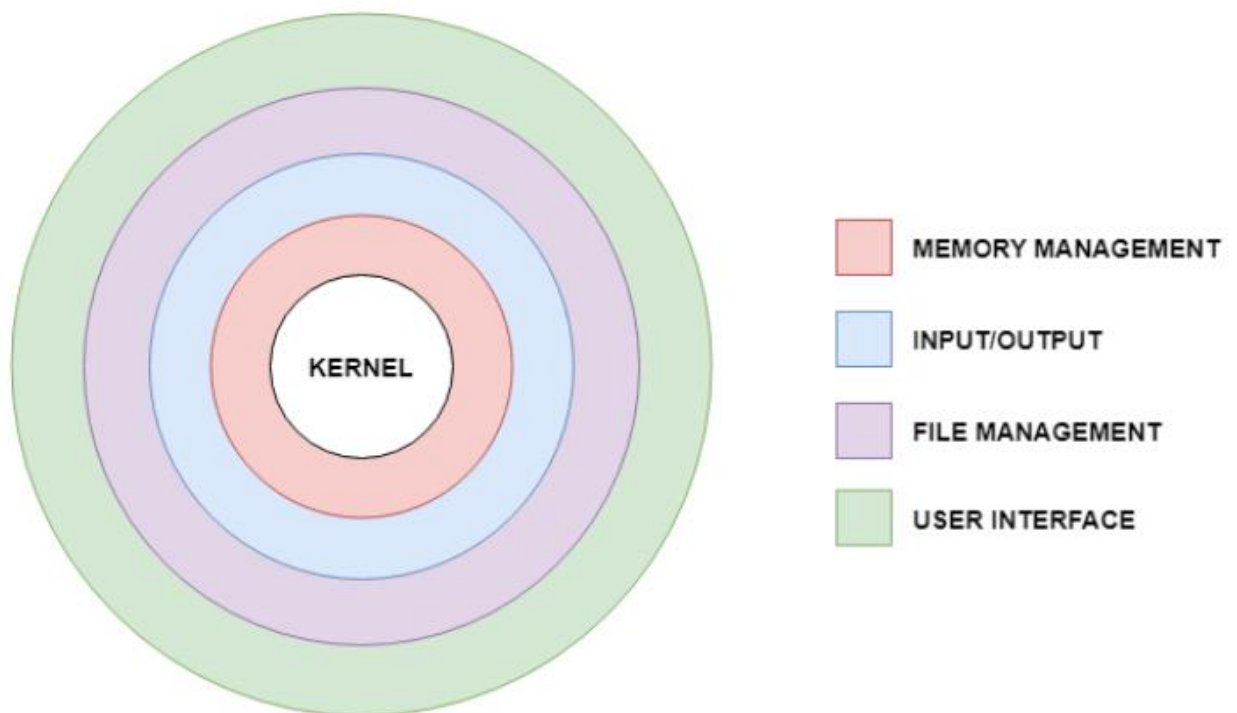 KERNEL
MEMORY MANAGEMENT
INPUT/OUTPUT
FILE MANAGEMENT
USER INTERFACE